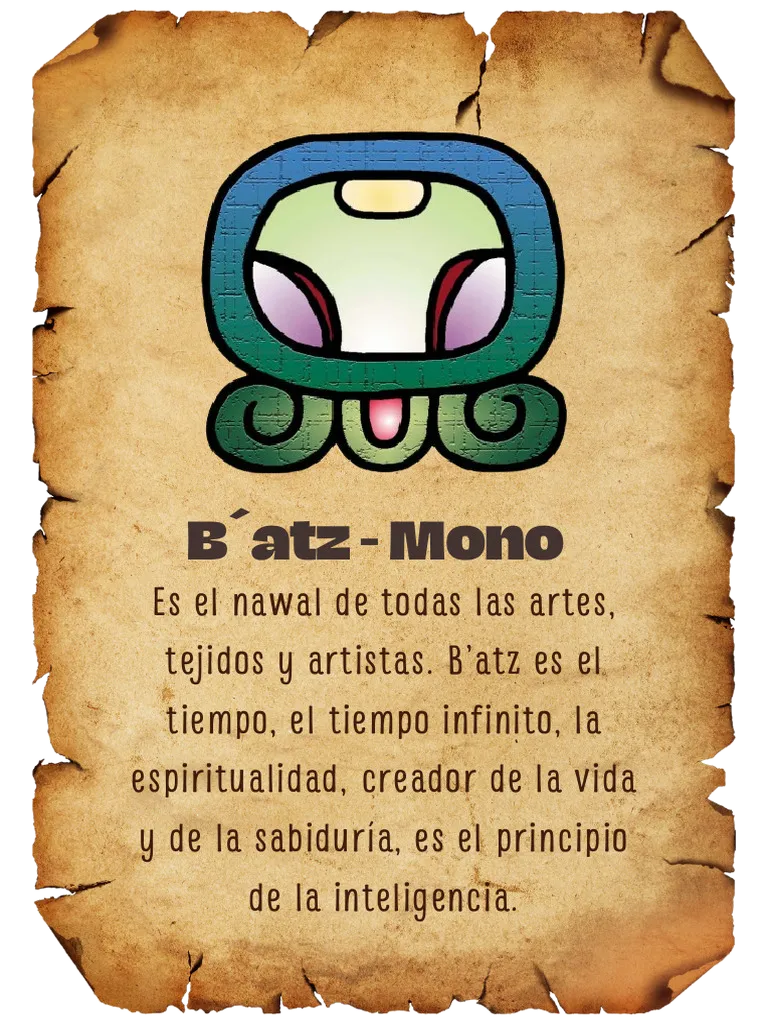 B´atz - Mono
Es el nawal de todas las artes,
tejidos y artistas. B’atz es el
tiempo, el tiempo infinito, la
espiritualidad, creador de la vida
y de la sabiduría, es el principio
de la inteligencia.